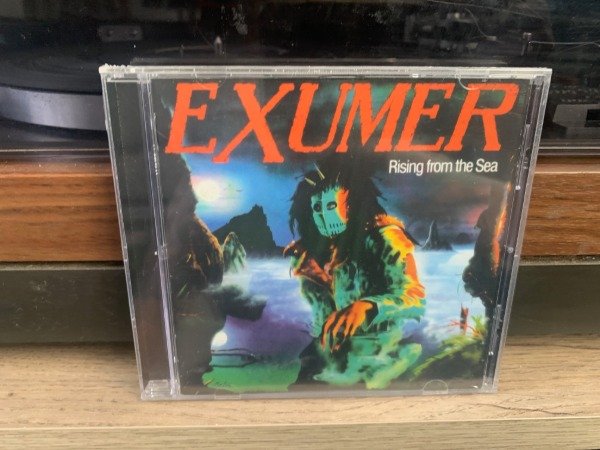 EXUMER
Rising from the Sea